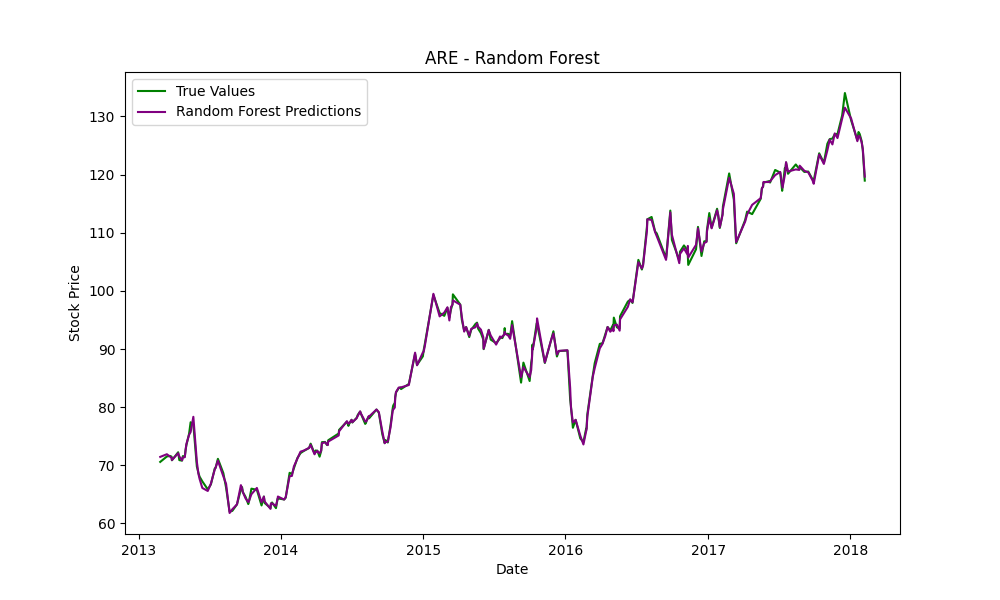 ARE - Random Forest
True Values
Random Forest Predictions
Stock Price
130
120
110
100
90
80
70
60
2013
2014
2015
2016
2017
2018
Date